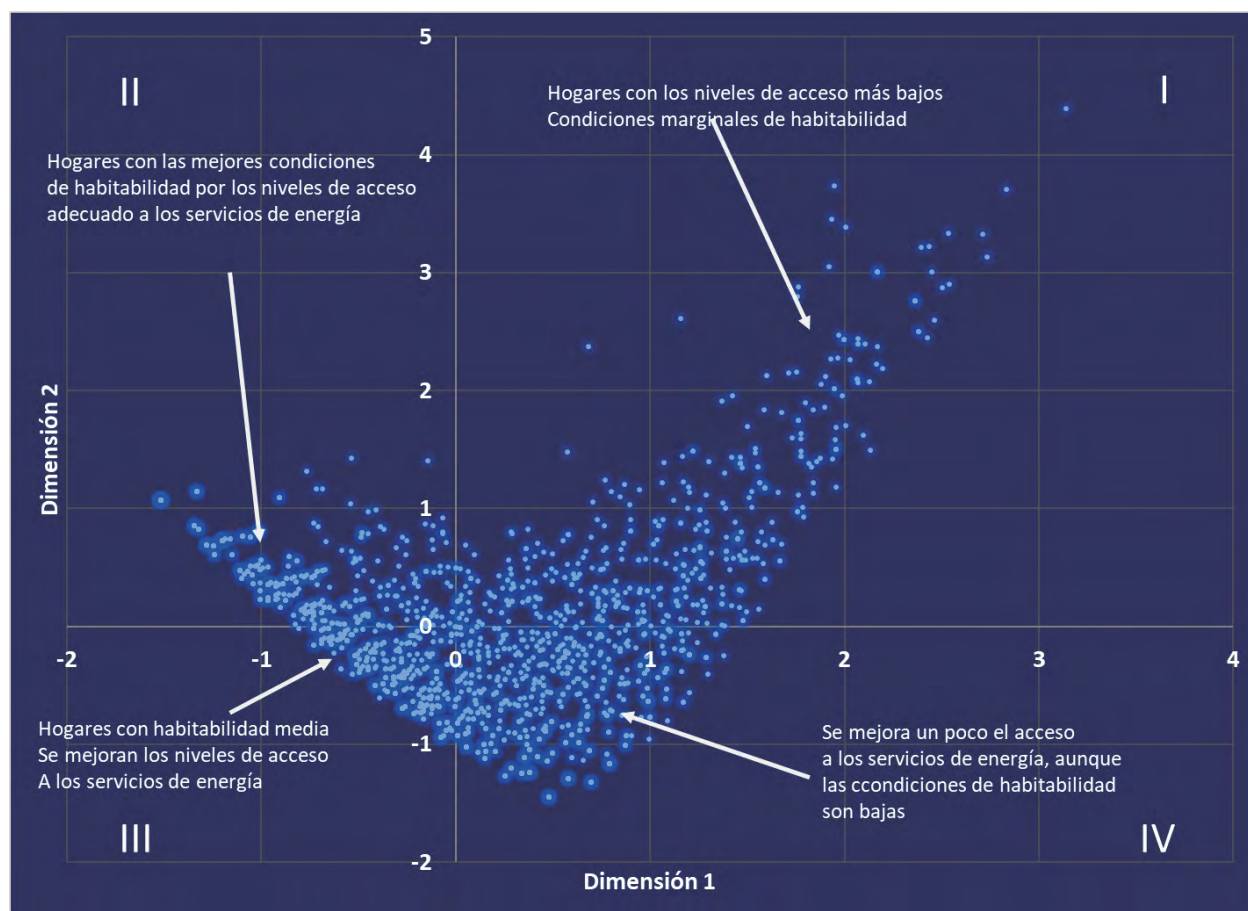 5
II
I
Hogares con los niveles de acceso más bajos
Condiciones marginales de habitabilidad
4
Hogares con las mejores condiciones
de habitabilidad por los niveles de acceso
adecuado a los servicios de energía
3
2
Dimensión 2
1
0
-2
-1
0
1
2
3
4
Hogares con habitabilidad media
Se mejoran los niveles de acceso
A los servicios de energía
-1
Se mejora un poco el acceso
a los servicios de energía, aunque
las ccondiciones de habitabilidad
son bajas
III
IV
-2
Dimensión 1